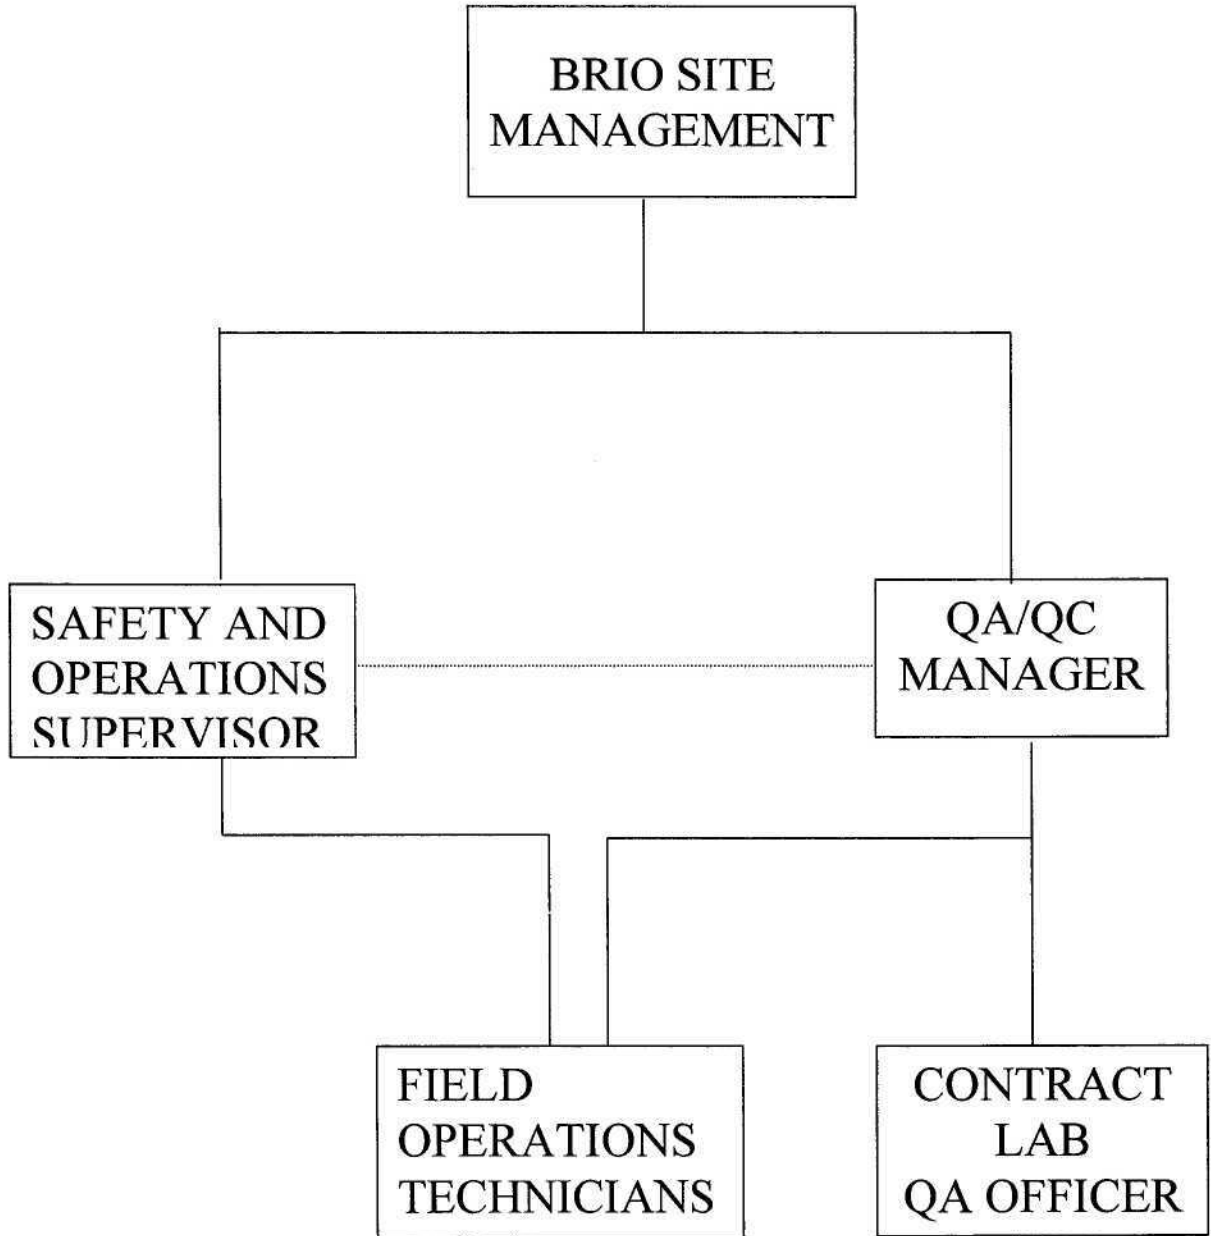 BRIO SITE
MANAGEMENT
SAFETY AND
OPERATIONS
SUPERVISOR
QA/QC
MANAGER
FIELD
OPERATIONS
TECHNICIANS
CONTRACT
LAB
QA OFFICER